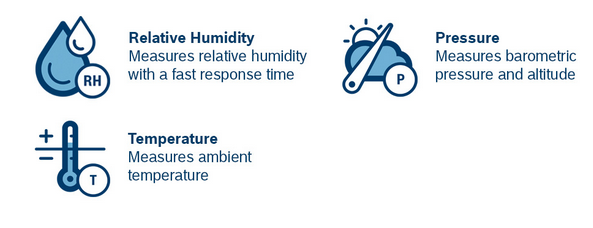 Relative Humidity
Measures relative humidity
with a fast response time
RH
Pressure
Measures barometric
pressure and altitude
P
Temperature
Measures ambient
temperature
T